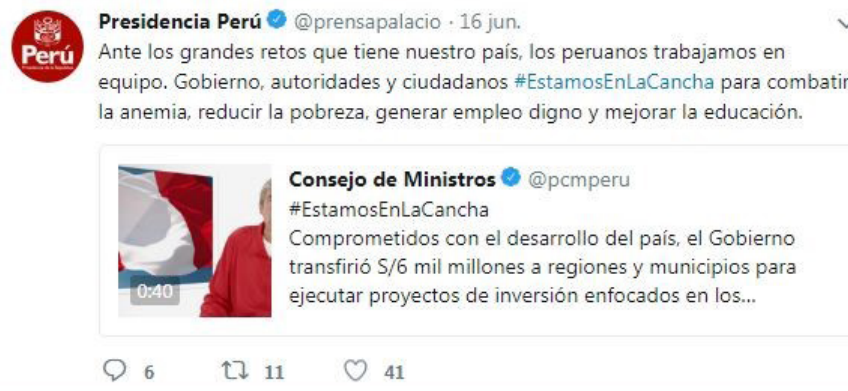 Presidencia Perú @prensapalacio · 16 jun.
Perú
Ante los grandes retos que tiene nuestro país, los peruanos trabajamos en
equipo. Gobierno, autoridades y ciudadanos #EstamosEnLaCancha para combatir
la anemia, reducir la pobreza, generar empleo digno y mejorar la educación.
Consejo de Ministros @pcmperu
#EstamosEnLaCancha
Comprometidos con el desarrollo del país, el Gobierno
transfirió S/6 mil millones a regiones y municipios para
ejecutar proyectos de inversión enfocados en los...
0:40
6 11 41